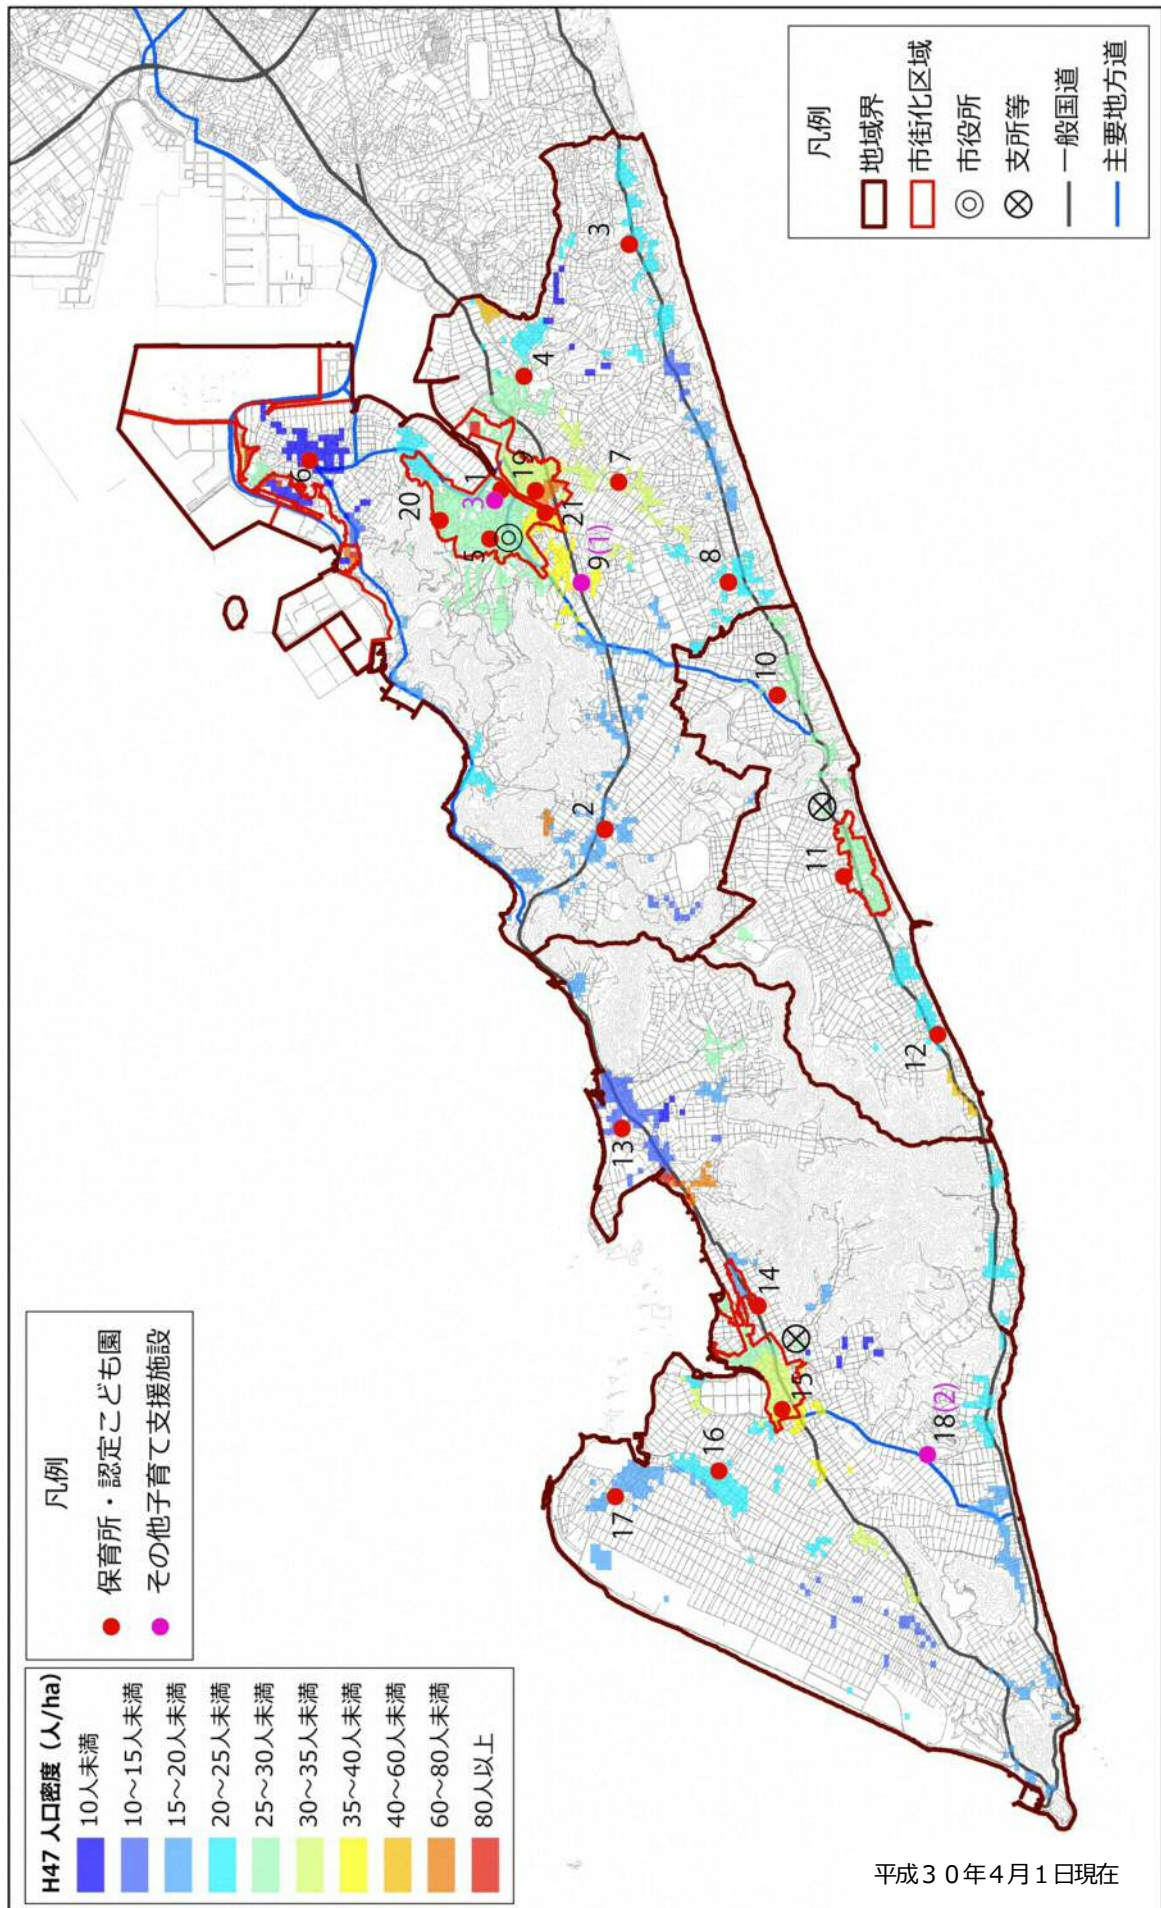 凡例
地域界
市街化区域
市役所
支所等
一般国道
主要地方道
3
4
6
7
1
3
19
20
5
21
9(1)
8
10
2
11
12
13
14
15
16
17
18(2)
凡例
保育所・認定こども園
その他子育て支援施設
H47 人口密度 (人/ha)
10人未満
10～15人未満
15～20人未満
20～25人未満
25～30人未満
30～35人未満
35～40人未満
40～60人未満
60～80人未満
80人以上
平成３０年４月１日現在